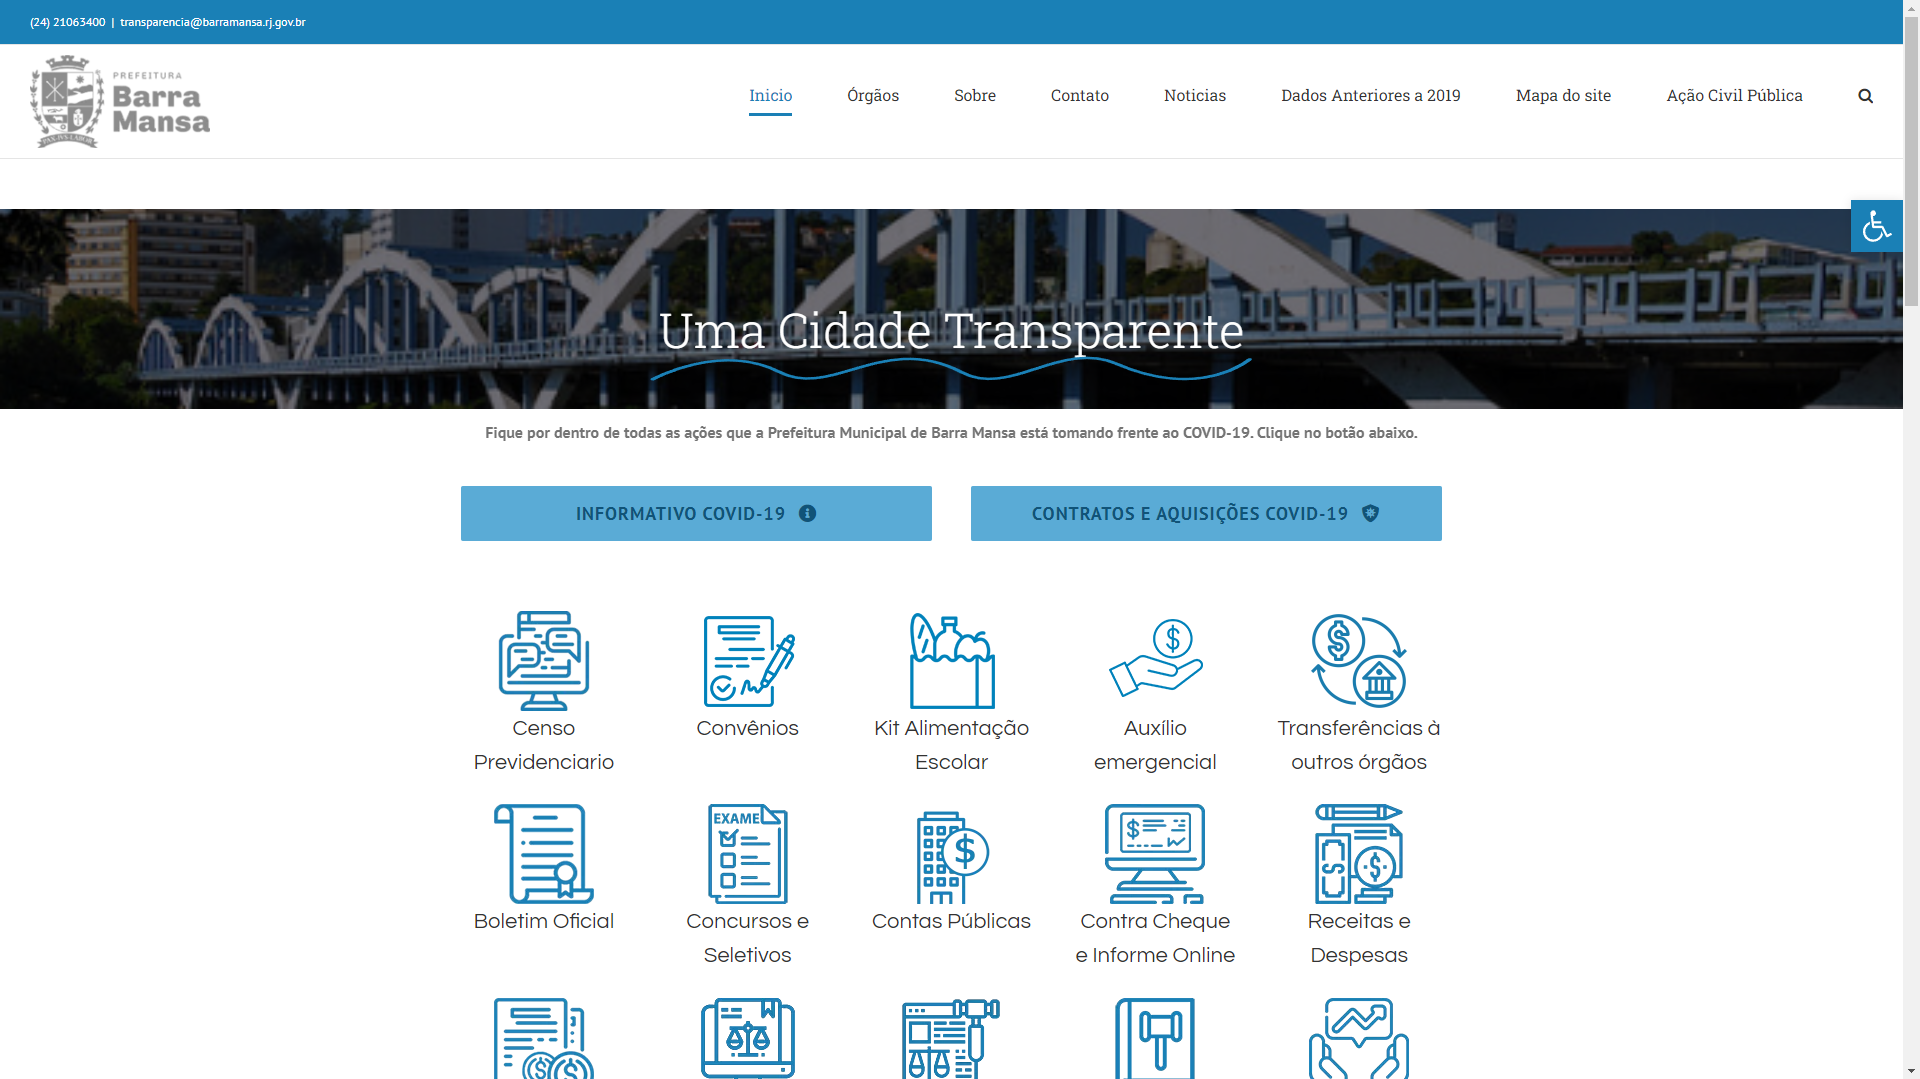 (24) 21063400 | transparencia@barramansa.rj.gov.br
PREFEITURA
Barra
Mansa
Inicio
Órgãos
Sobre
Contato
Noticias
Dados Anteriores a 2019
Mapa do site
Ação Civil Pública
Uma Cidade Transparente
Fique por dentro de todas as ações que a Prefeitura Municipal de Barra Mansa está tomando frente ao COVID-19. Clique no botão abaixo.
INFORMATIVO COVID-19
CONTRATOS E AQUISIÇÕES COVID-19
Censo
Previdenciario
Convênios
Kit Alimentação
Escolar
Auxílio
emergencial
Transferências à
outros órgãos
Boletim Oficial
EXAME
Concursos e
Seletivos
Contas Públicas
Contra Cheque
e Informe Online
Receitas e
Despesas